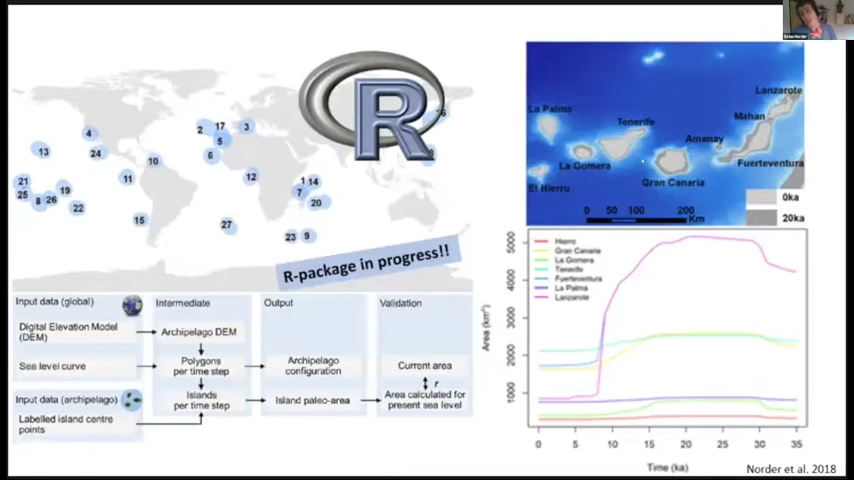 4
13
24
21
25
8
26
19
22
11
10
15
2
17
5
6
3
12
27
1
14
7
20
23
9
R
R-package in progress!!
Input data (global)
Digital Elevation Model
(DEM)
Sea level curve
Input data (archipelago)
Labelled island centre
points
Intermediate
Archipelago DEM
Polygons
per time step
Islands
per time step
Output
Archipelago
configuration
Island paleo-area
Validation
Current area
r
Area calculated for
present sea level
La Palma
El Hierro
La Gomera
Tenerife
Gran Canaria
Amanay
Mahan
Lanzarote
Fuerteventura
0 50 100 200
Km
0ka
20ka
Hierro
Gran Canaria
La Gomera
Tenerife
Fuerteventura
La Palma
Lanzarote
Area (km²)
5000
4000
3000
2000
1000
0 5 10 15 20 25 30 35
Time (ka)
Norder et al. 2018